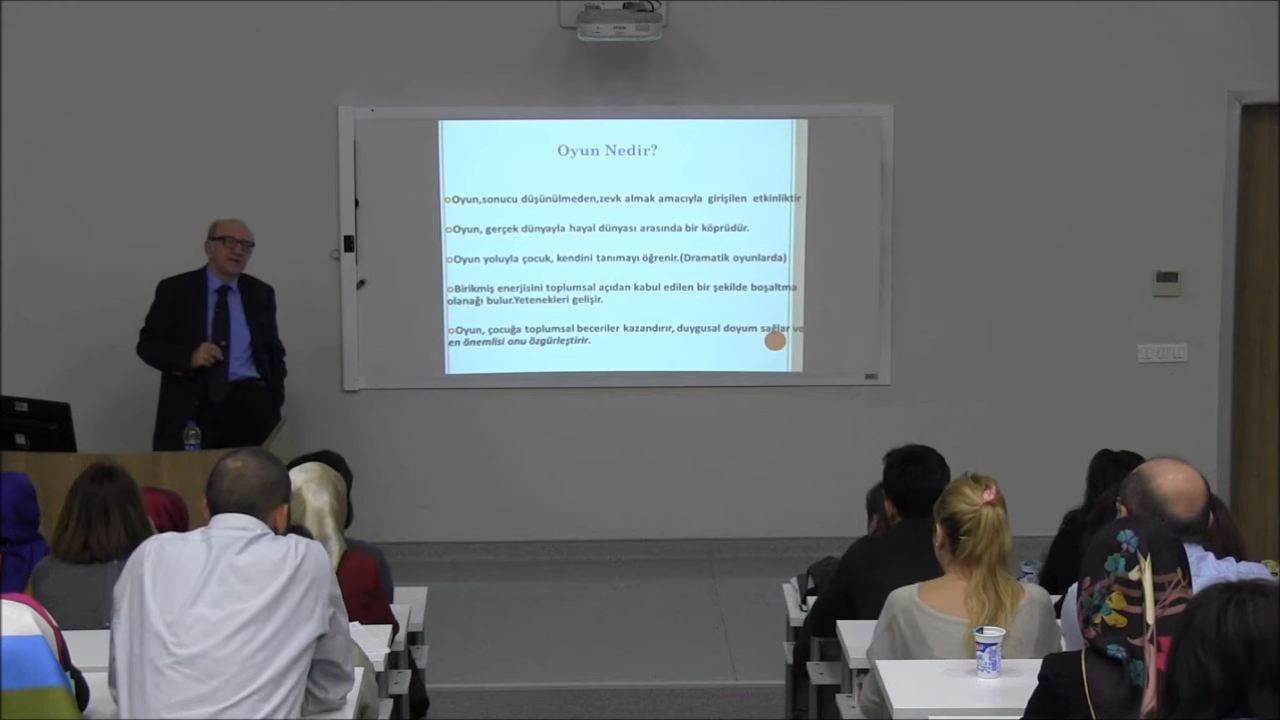 Oyun Nedir?
Oyun,sonucu düşünülmeden,zevk almak amacıyla girişilen etkinliktir
Oyun, gerçek dünyayla hayal dünyası arasında bir köprüdür.
Oyun yoluyla çocuk, kendini tanımayı öğrenir.(Dramatik oyunlarda)
Birikmiş enerjisini toplumsal açıdan kabul edilen bir şekilde boşaltma
olanağı bulur.Yetenekleri gelişir.
Oyun, çocuğa toplumsal beceriler kazandırır, duygusal doyum sağlar ve
en önemlisi onu özgürleştirir.